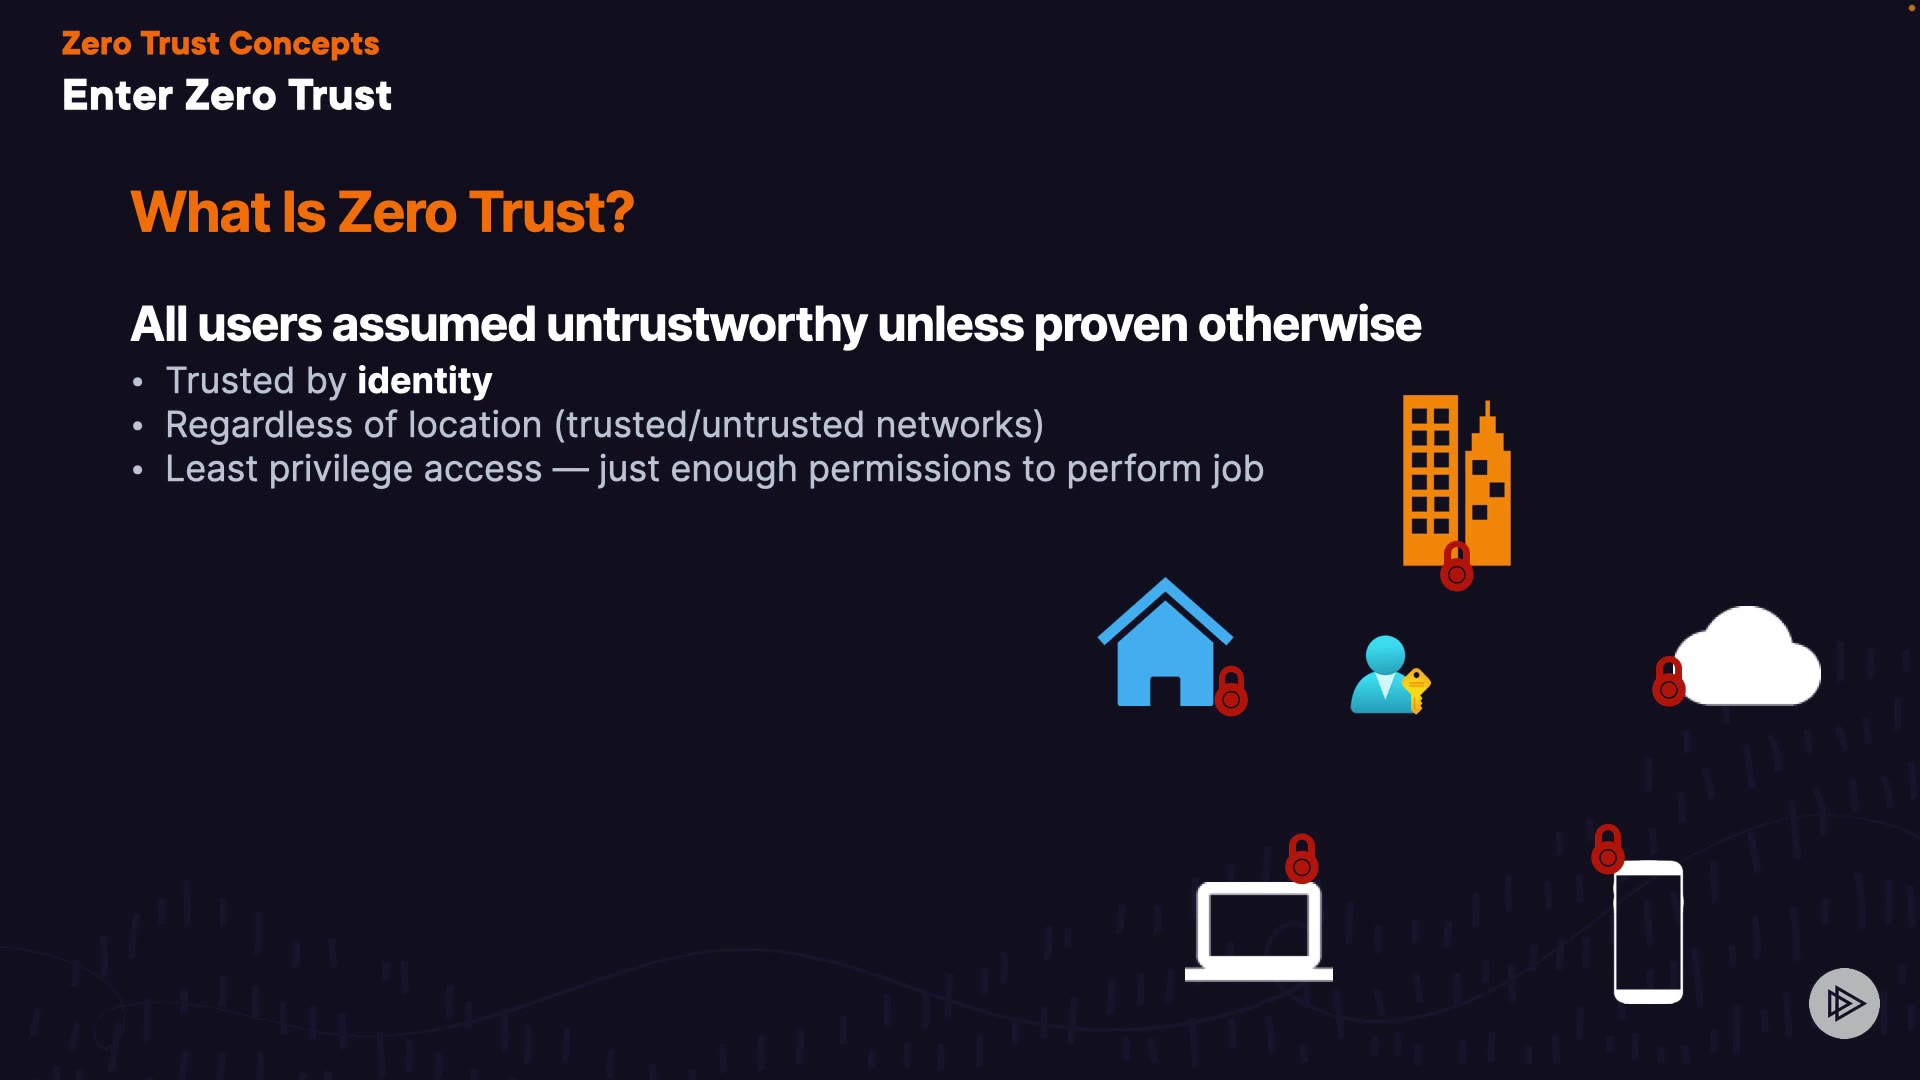 Zero Trust Concepts
Enter Zero Trust
What Is Zero Trust?
All users assumed untrustworthy unless proven otherwise
• Trusted by identity
• Regardless of location (trusted/untrusted networks)
• Least privilege access — just enough permissions to perform job